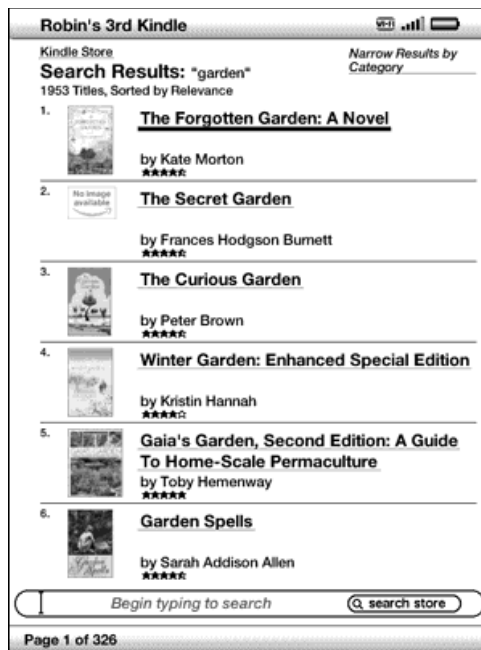 Robin's 3rd Kindle
WI-FI
Kindle Store
Narrow Results by
Category
Search Results: "garden"
1953 Titles, Sorted by Relevance
1.
The Forgotten Garden: A Novel
by Kate Morton
2.
No image
available
The Secret Garden
by Frances Hodgson Burnett
3.
The Curious Garden
by Peter Brown
4.
Winter Garden: Enhanced Special Edition
by Kristin Hannah
5.
Gaia's Garden, Second Edition: A Guide
To Home-Scale Permaculture
by Toby Hemenway
6.
Garden Spells
by Sarah Addison Allen
Begin typing to search
search store
Page 1 of 326